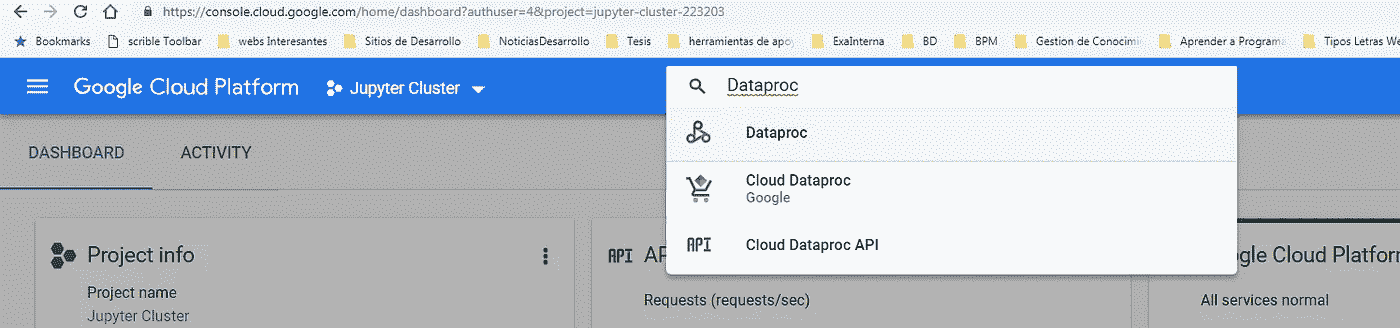 https://console.cloud.google.com/home/dashboard?authuser=4&project=jupyter-cluster-223203
Bookmarks scrible Toolbar webs Interesantes Sitios de Desarrollo NoticiasDesarrollo Tesis herramientas de apoy ExaInterna BD BPM Gestion de Conocimi Aprender a Programa Tipos Letras We
Google Cloud Platform Jupyter Cluster Dataproc
Dataproc
DASHBOARD ACTIVITY
Cloud Dataproc
Google
Cloud Dataproc API
Project info API AP gle Cloud Platform
Project name Requests (requests/sec) All services normal
Jupyter Cluster